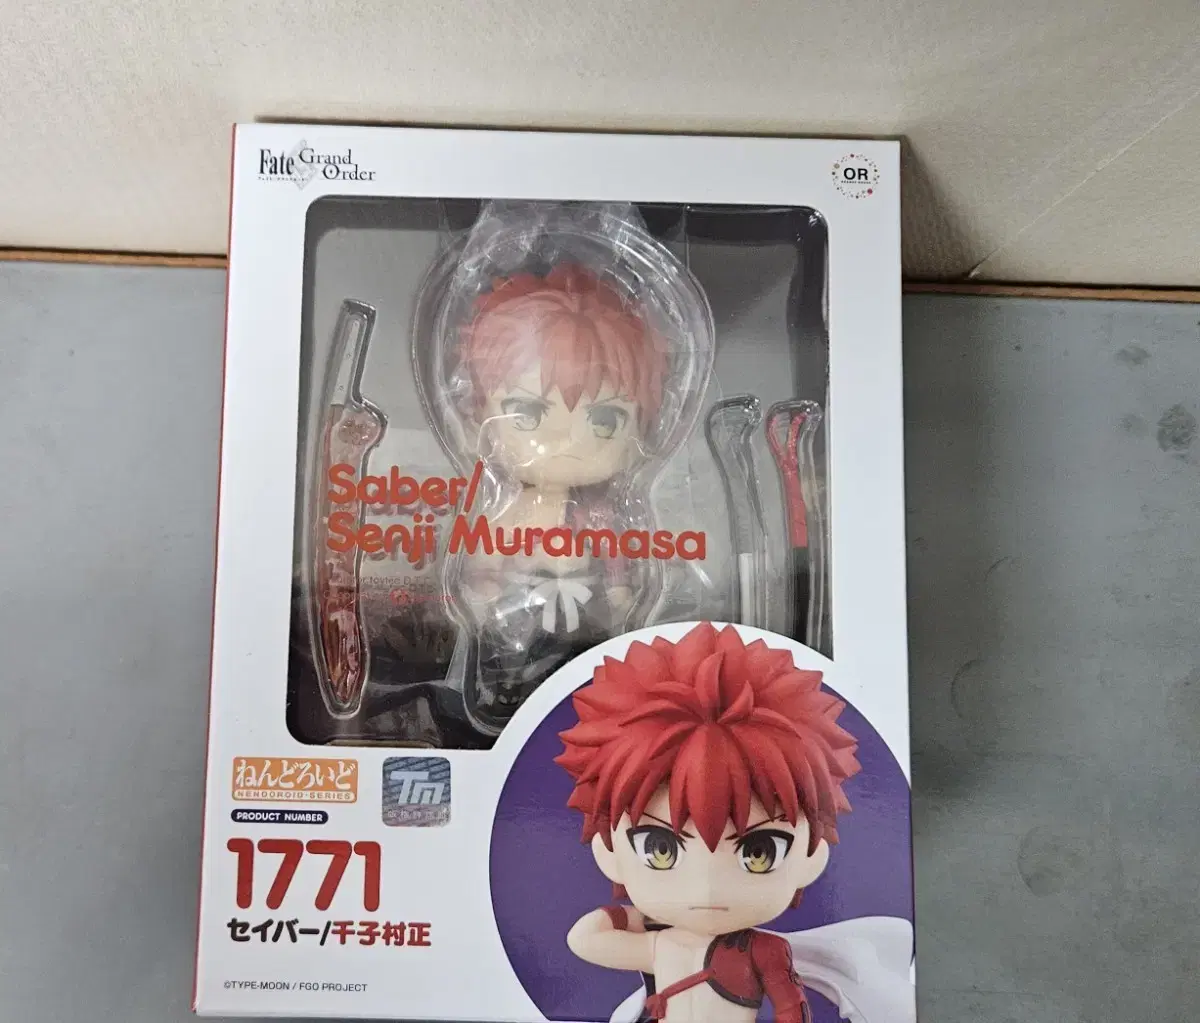 Fate Grand
Order
OR
Saber/
Senji Muramasa
ねんどろいど
NENDOROID·SERIES
TM
PRODUCT NUMBER
1771
セイバー/千子村正
©TYPE-MOON / FGO PROJECT